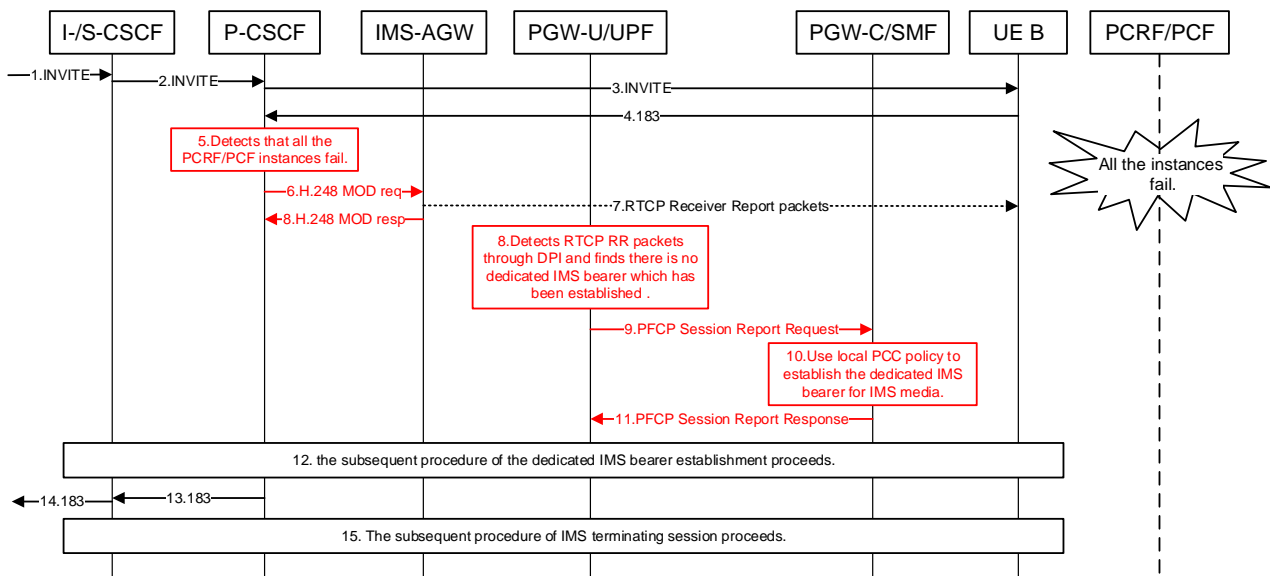 I-/S-CSCF
P-CSCF
IMS-AGW
PGW-U/UPF
PGW-C/SMF
UE B
PCRF/PCF
1.INVITE
2.INVITE
3.INVITE
4.183
5.Detects that all the
PCRF/PCF instances fail.
All the instances
fail.
6.H.248 MOD req
7.RTCP Receiver Report packets
8.H.248 MOD resp
8.Detects RTCP RR packets
through DPI and finds there is no
dedicated IMS bearer which has
been established .
9.PFCP Session Report Request
10.Use local PCC policy to
establish the dedicated IMS
bearer for IMS media.
11.PFCP Session Report Response
12. the subsequent procedure of the dedicated IMS bearer establishment proceeds.
14.183
13.183
15. The subsequent procedure of IMS terminating session proceeds.